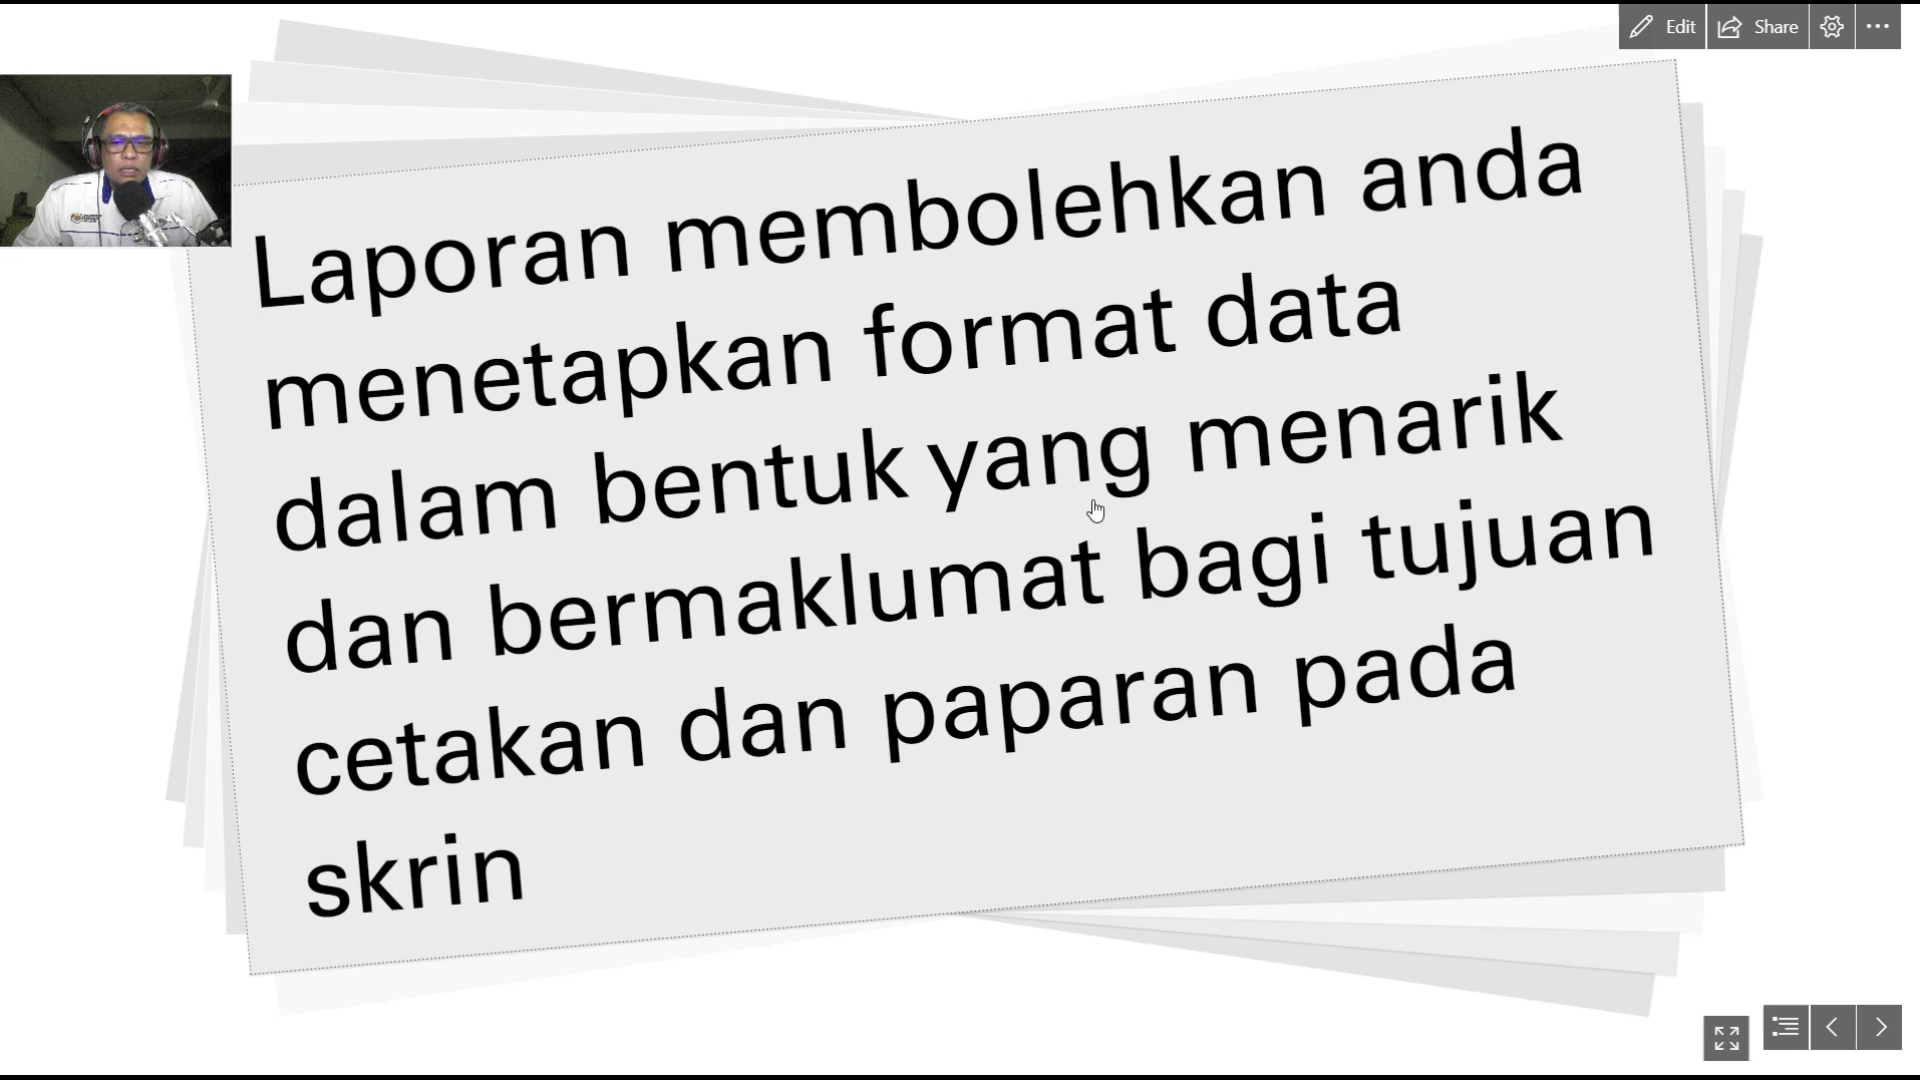 Edit
Share
Laporan membolehkan anda
menetapkan format data
dalam bentuk yang menarik
dan bermaklumat bagi tujuan
cetakan dan paparan pada
skrin